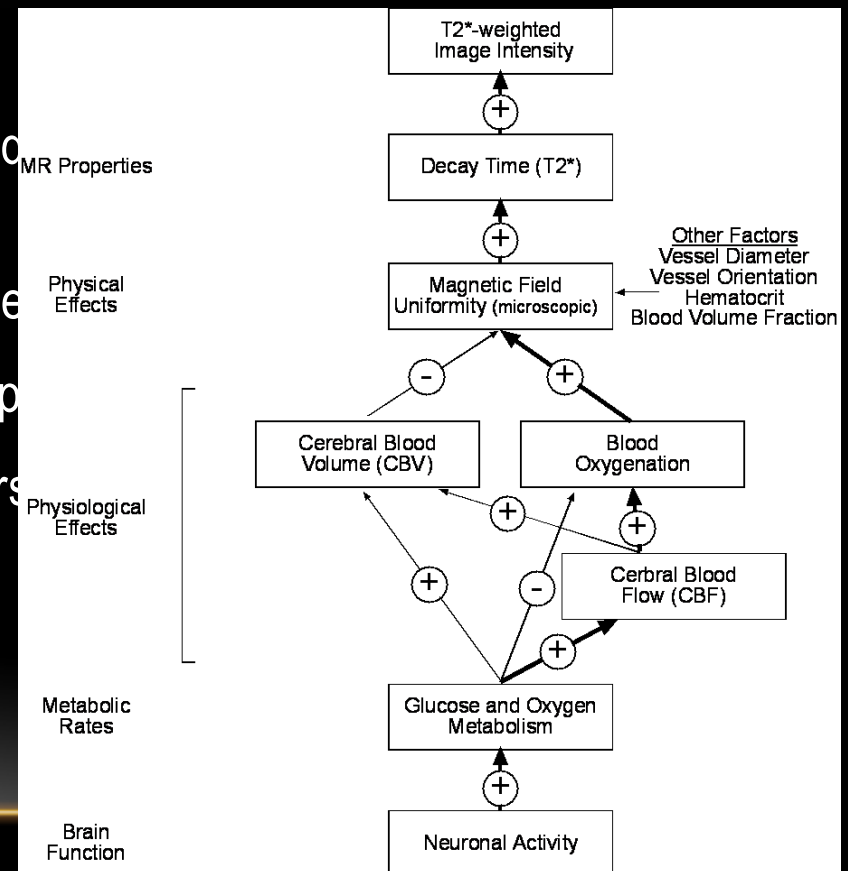 T2*-weighted
Image Intensity
+
MR Properties
Decay Time (T2*)
+
Other Factors
Vessel Diameter
Vessel Orientation
Hematocrit
Blood Volume Fraction
Physical
Effects
Magnetic Field
Uniformity (microscopic)
-
+
Cerebral Blood
Volume (CBV)
Blood
Oxygenation
Physiological
Effects
+
+
Cerbral Blood
Flow (CBF)
+
-
+
Metabolic
Rates
Glucose and Oxygen
Metabolism
+
Brain
Function
Neuronal Activity